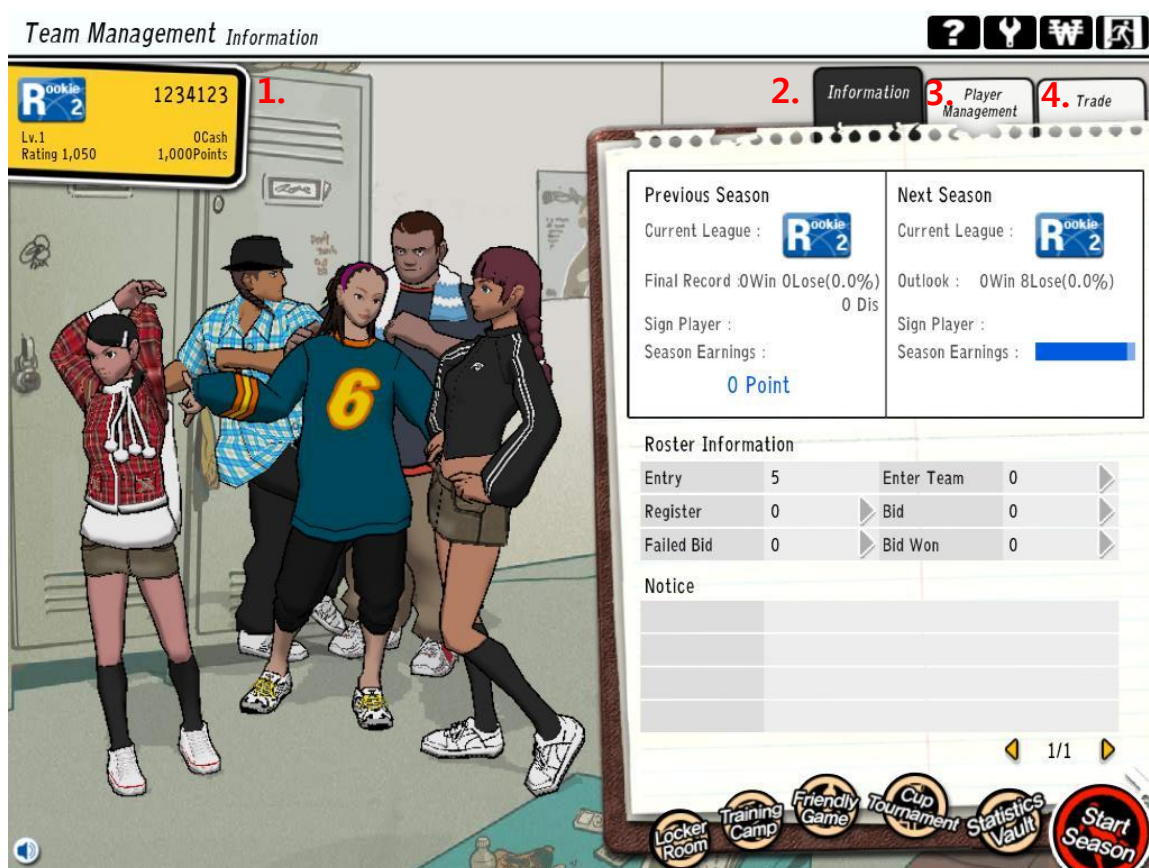 Team Management Information
? ₩
Rookie 2 1234123
Lv.1 0Cash
Rating 1,050 1,000Points
1.
2. Information
3. Player Management
4. Trade
Previous Season
Current League : Rookie 2
Final Record :0Win 0Lose(0.0%)
0 Dis
Sign Player :
Season Earnings :
0 Point
Next Season
Current League : Rookie 2
Outlook : 0Win 8Lose(0.0%)
Sign Player :
Season Earnings :
Roster Information
Entry 5 Enter Team 0
Register 0 Bid 0
Failed Bid 0 Bid Won 0
Notice
1/1
6
Locker Room
Training Camp
Friendly Game
Cup Tournament
Statistics Vault
Start Season